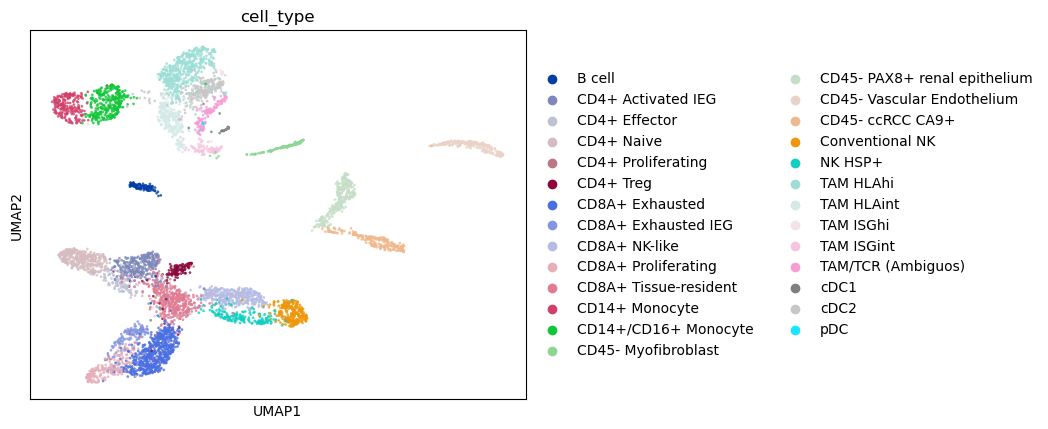 cell_type
UMAP2
UMAP1
B cell
CD4+ Activated IEG
CD4+ Effector
CD4+ Naive
CD4+ Proliferating
CD4+ Treg
CD8A+ Exhausted
CD8A+ Exhausted IEG
CD8A+ NK-like
CD8A+ Proliferating
CD8A+ Tissue-resident
CD14+ Monocyte
CD14+/CD16+ Monocyte
CD45- Myofibroblast
CD45- PAX8+ renal epithelium
CD45- Vascular Endothelium
CD45- ccRCC CA9+
Conventional NK
NK HSP+
TAM HLAhi
TAM HLAint
TAM ISGhi
TAM ISGint
TAM/TCR (Ambiguos)
cDC1
cDC2
pDC